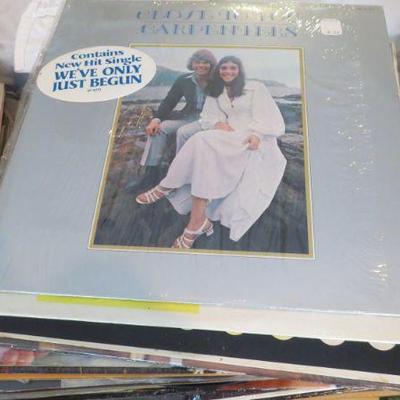 CLOSE TO YOU
CARPENTERS
Contains
New Hit Single
WE'VE ONLY
JUST BEGUN